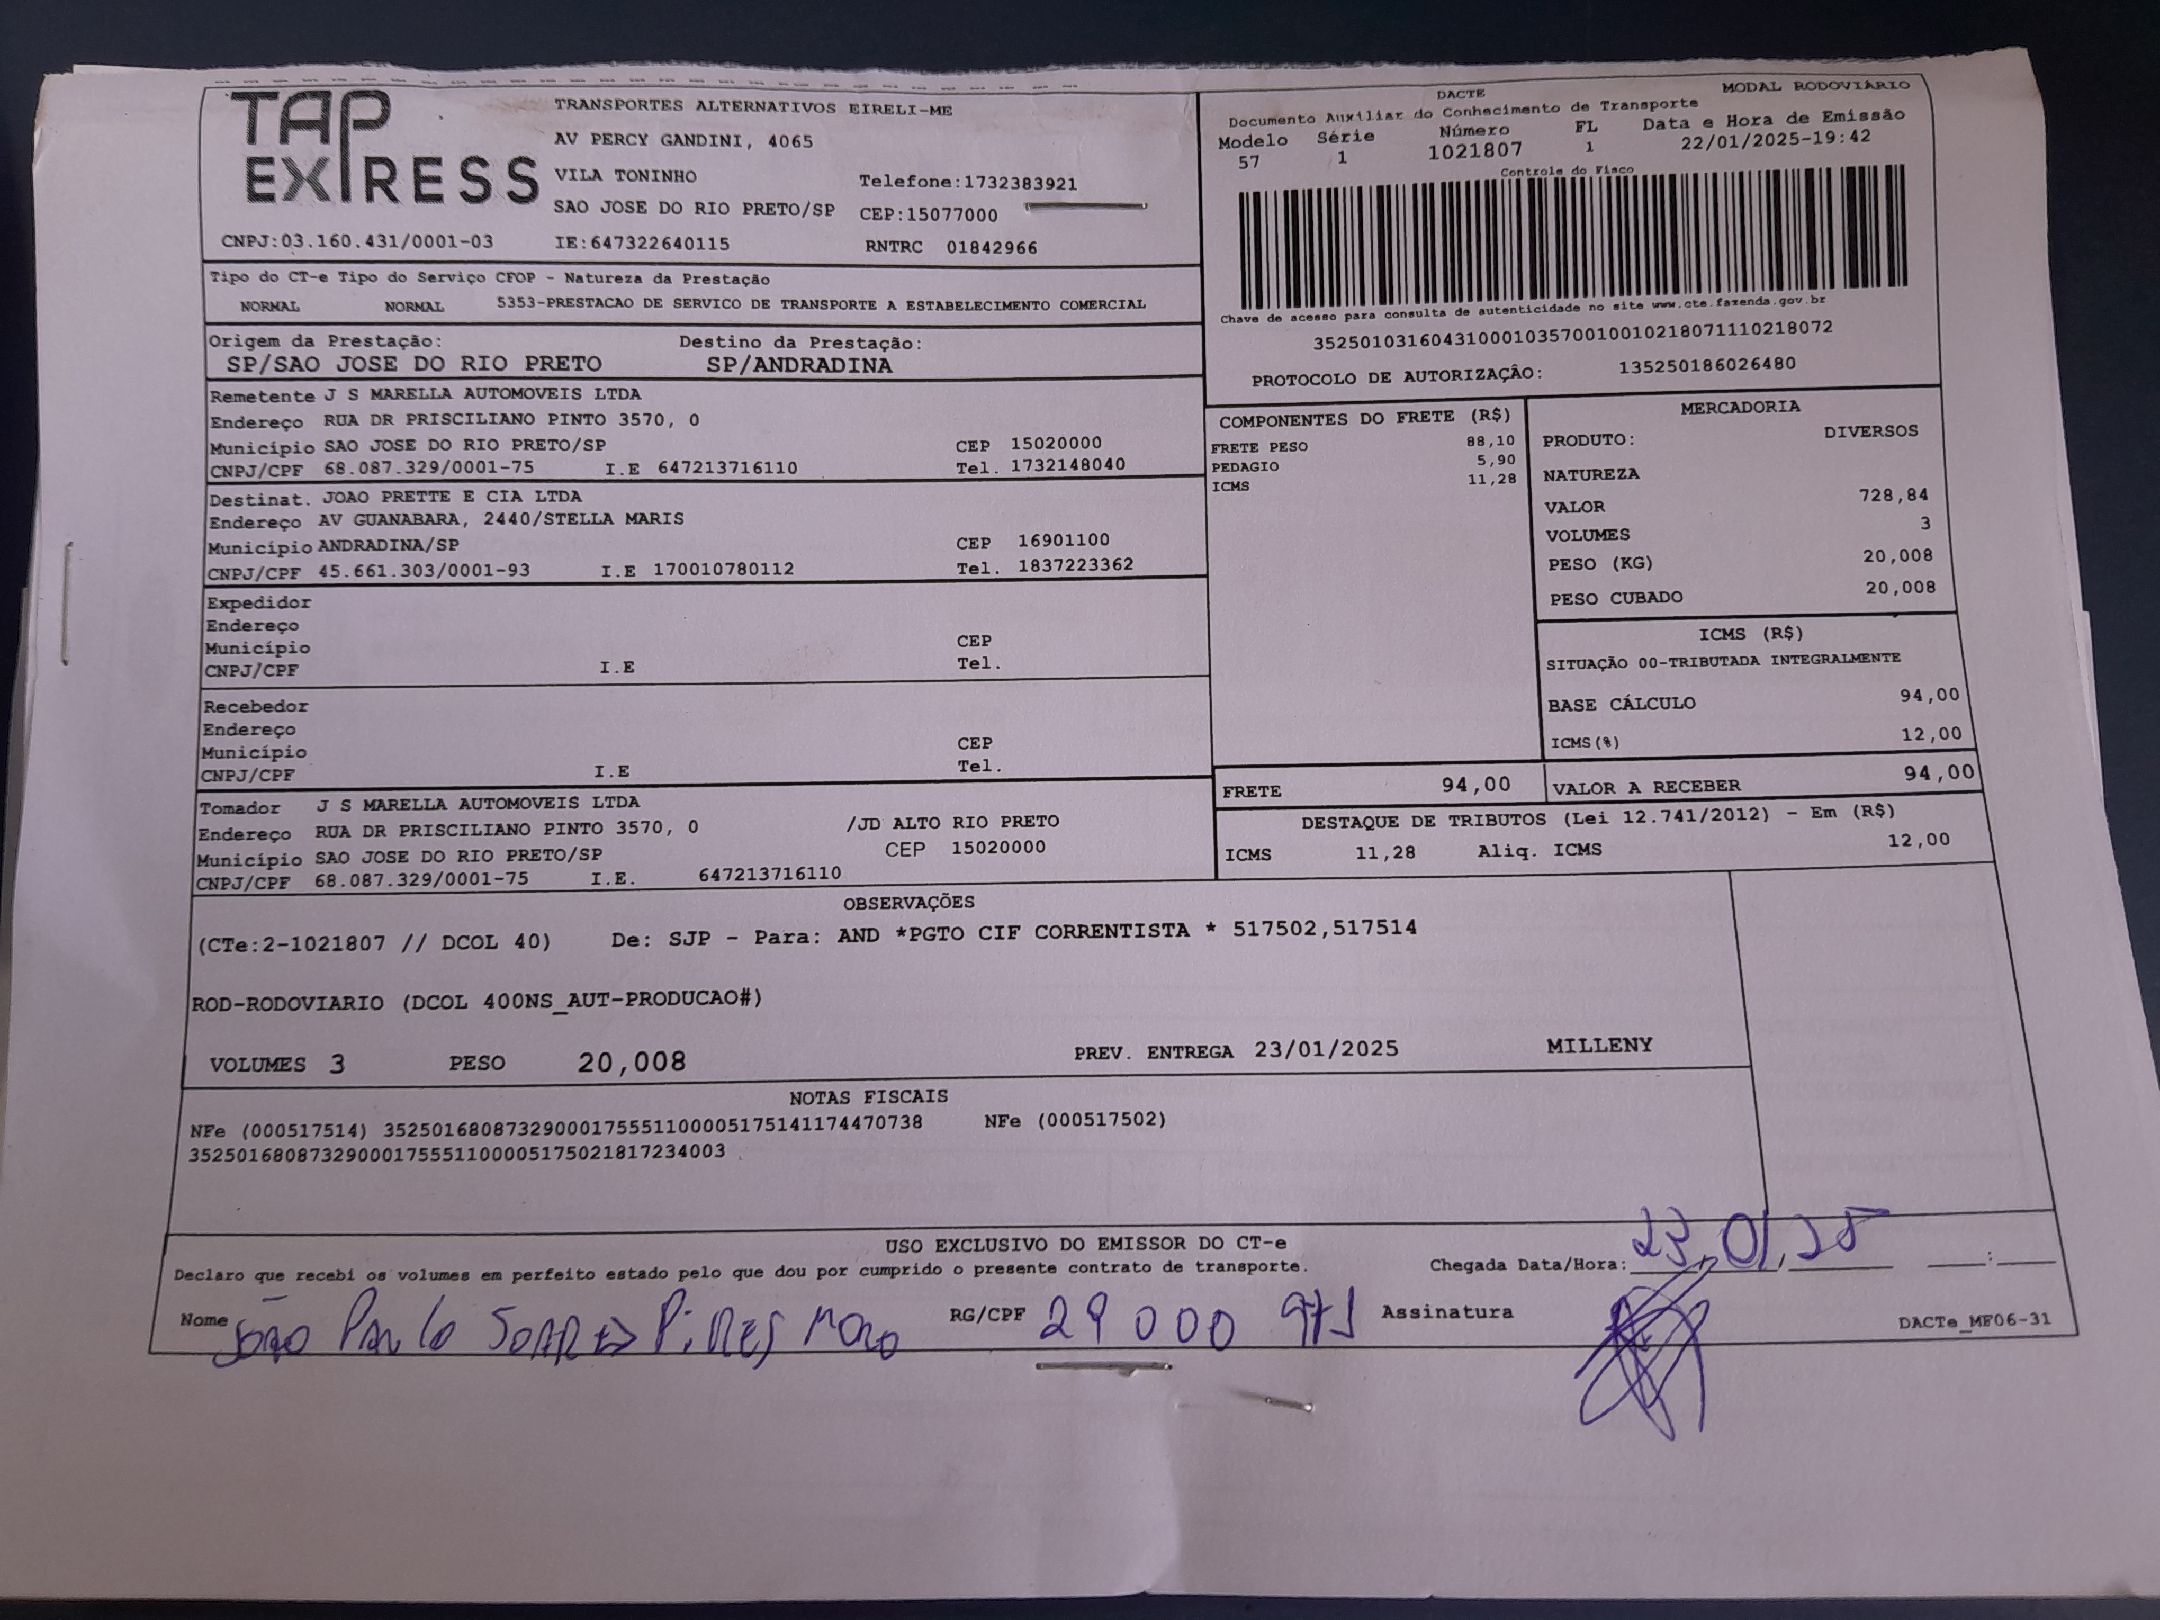 TAP EXPRESS
TRANSPORTES ALTERNATIVOS EIRELI-ME
AV PERCY GANDINI, 4065
VILA TONINHO Telefone:1732383921
SAO JOSE DO RIO PRETO/SP CEP:15077000
CNPJ:03.160.431/0001-03 IE:647322640115 RNTRC 01842966
DACTE MODAL RODOVIÁRIO
Documento Auxiliar do Conhecimento de Transporte
Modelo Série Número FL Data e Hora de Emissão
57 1 1021807 1 22/01/2025-19:42
Controle do Fisco
Chave de acesso para consulta de autenticidade no site www.cte.fazenda.gov.br
35250103160431000103570010010218071110218072
PROTOCOLO DE AUTORIZAÇÃO: 135250186026480
Tipo do CT-e Tipo do Serviço CFOP - Natureza da Prestação
NORMAL NORMAL 5353-PRESTACAO DE SERVICO DE TRANSPORTE A ESTABELECIMENTO COMERCIAL
Origem da Prestação: Destino da Prestação:
SP/SAO JOSE DO RIO PRETO SP/ANDRADINA
Remetente J S MARELLA AUTOMOVEIS LTDA
Endereço RUA DR PRISCILIANO PINTO 3570, 0
Município SAO JOSE DO RIO PRETO/SP CEP 15020000
CNPJ/CPF 68.087.329/0001-75 I.E 647213716110 Tel. 1732148040
Destinat. JOAO PRETTE E CIA LTDA
Endereço AV GUANABARA, 2440/STELLA MARIS
Município ANDRADINA/SP CEP 16901100
CNPJ/CPF 45.661.303/0001-93 I.E 170010780112 Tel. 1837223362
Expedidor
Endereço
Município CEP
CNPJ/CPF I.E Tel.
Recebedor
Endereço
Município CEP
CNPJ/CPF I.E Tel.
Tomador J S MARELLA AUTOMOVEIS LTDA
Endereço RUA DR PRISCILIANO PINTO 3570, 0 /JD ALTO RIO PRETO
Município SAO JOSE DO RIO PRETO/SP CEP 15020000
CNPJ/CPF 68.087.329/0001-75 I.E. 647213716110
COMPONENTES DO FRETE (R$)
FRETE PESO 88,10
PEDAGIO 5,90
ICMS 11,28
MERCADORIA
PRODUTO: DIVERSOS
NATUREZA
VALOR 728,84
VOLUMES 3
PESO (KG) 20,008
PESO CUBADO 20,008
ICMS (R$)
SITUAÇÃO 00-TRIBUTADA INTEGRALMENTE
BASE CÁLCULO 94,00
ICMS(%) 12,00
FRETE 94,00 VALOR A RECEBER 94,00
DESTAQUE DE TRIBUTOS (Lei 12.741/2012) - Em (R$)
ICMS 11,28 Aliq. ICMS 12,00
OBSERVAÇÕES
(CTe:2-1021807 // DCOL 40) De: SJP - Para: AND *PGTO CIF CORRENTISTA * 517502,517514
ROD-RODOVIARIO (DCOL 400NS_AUT-PRODUCAO#)
VOLUMES 3 PESO 20,008 PREV. ENTREGA 23/01/2025 MILLENY
NOTAS FISCAIS
NFe (000517514) 35250168087329000175551100005175141174470738 NFe (000517502)
35250168087329000175551100005175021817234003
USO EXCLUSIVO DO EMISSOR DO CT-e
Declaro que recebi os volumes em perfeito estado pelo que dou por cumprido o presente contrato de transporte. Chegada Data/Hora: 23,01,25 :
Nome João Paulo Soares Pires RG/CPF 29 000 971 Assinatura
DACTe_MF06-31